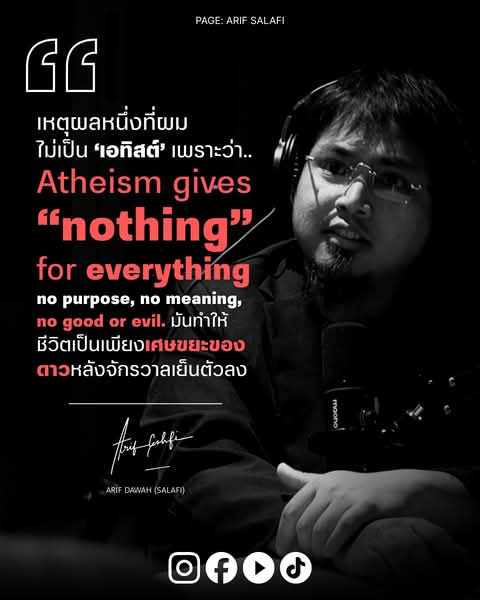 PAGE: ARIF SALAFI
เหตุผลหนึ่งที่ผม
ไม่เป็น ‘เอทิสต์’ เพราะว่า..
Atheism gives
“nothing”
for everything
no purpose, no meaning,
no good or evil. มันทำให้
ชีวิตเป็นเพียงเศษขยะของ
ดาวหลังจักรวาลเย็นตัวลง
Arif Salafi
ARIF DAWAH (SALAFI)
maono